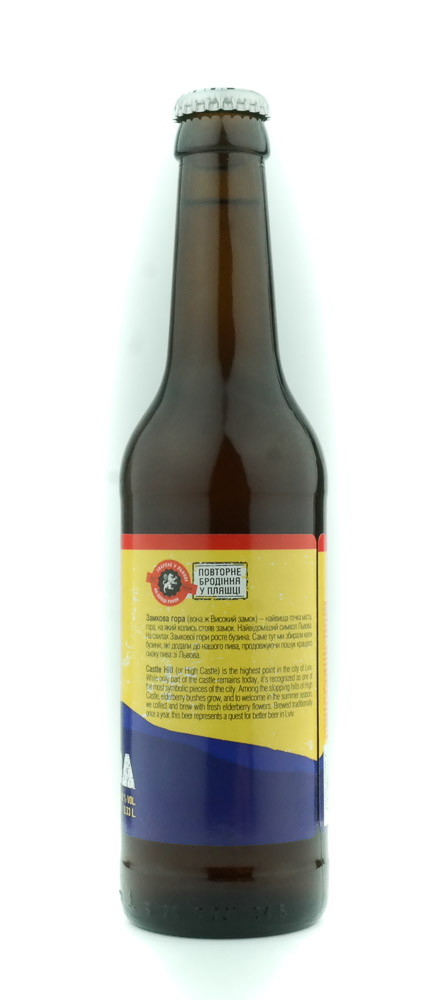 ЗВАРЕНО У ЛЬВОВІ
ПОВТОРНЕ
БРОДІННЯ
У ПЛЯШЦІ
Замкова гора (вона ж Високий замок) – найвища точка міста,
гора, на якій колись стояв замок. Найвідоміший символ Львова.
На схилах Замкової гори росте бузина. Саме тут ми збирали квіти
бузини, які додали до нашого пива, продовжуючи пошук кращого
смаку пива зі Львова.
Castle Hill (or High Castle) is the highest point in the city of Lviv.
While only part of the castle remains today, it's recognized as one of
the most symbolic pieces of the city. Among the slopping hills of High
Castle, elderberry bushes grow, and to welcome in the summer season,
we collect and brew with fresh elderberry flowers. Brewed traditionally
once a year, this beer represents a quest for better beer in Lviv.
A
% VOL.
0,33 L.